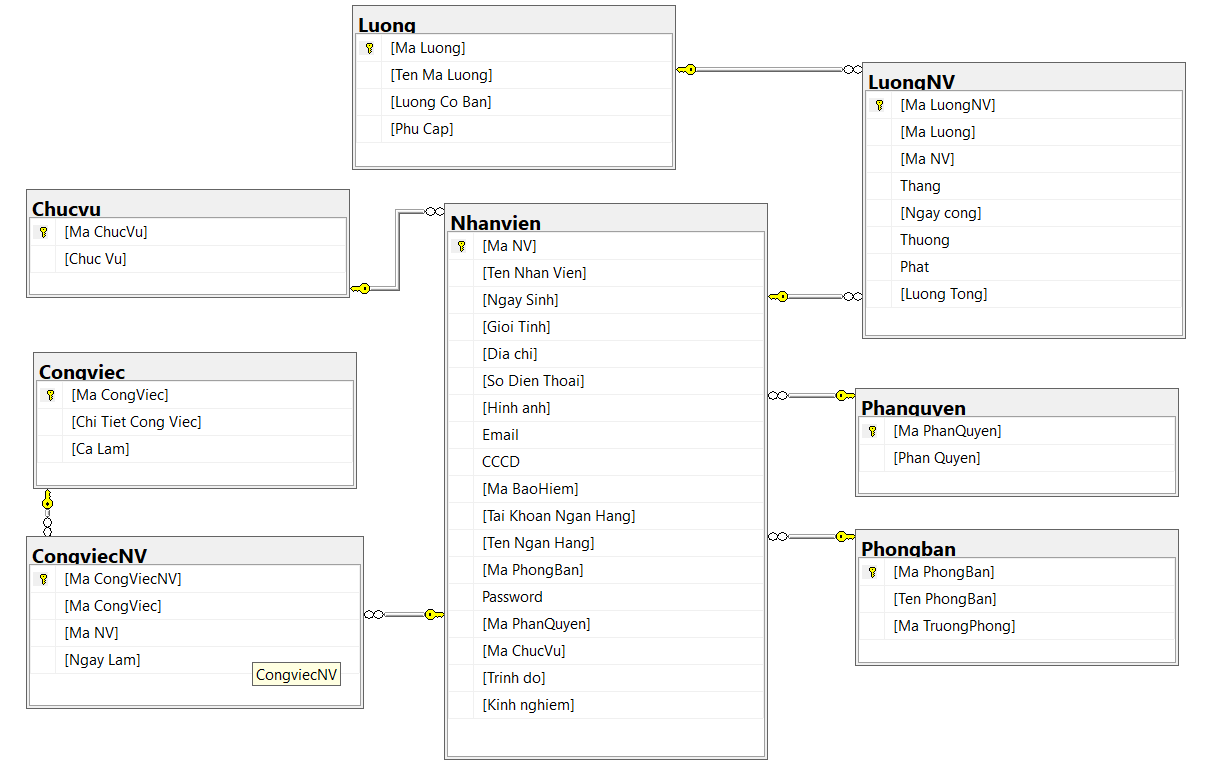 Luong
[Ma Luong]
[Ten Ma Luong]
[Luong Co Ban]
[Phu Cap]
LuongNV
[Ma LuongNV]
[Ma Luong]
[Ma NV]
Thang
[Ngay cong]
Thuong
Phat
[Luong Tong]
Chucvu
[Ma ChucVu]
[Chuc Vu]
Nhanvien
[Ma NV]
[Ten Nhan Vien]
[Ngay Sinh]
[Gioi Tinh]
[Dia chi]
[So Dien Thoai]
[Hinh anh]
Email
CCCD
[Ma BaoHiem]
[Tai Khoan Ngan Hang]
[Ten Ngan Hang]
[Ma PhongBan]
Password
[Ma PhanQuyen]
[Ma ChucVu]
[Trinh do]
[Kinh nghiem]
Congviec
[Ma CongViec]
[Chi Tiet Cong Viec]
[Ca Lam]
Phanquyen
[Ma PhanQuyen]
[Phan Quyen]
CongviecNV
[Ma CongViecNV]
[Ma CongViec]
[Ma NV]
[Ngay Lam]
CongviecNV
Phongban
[Ma PhongBan]
[Ten PhongBan]
[Ma TruongPhong]